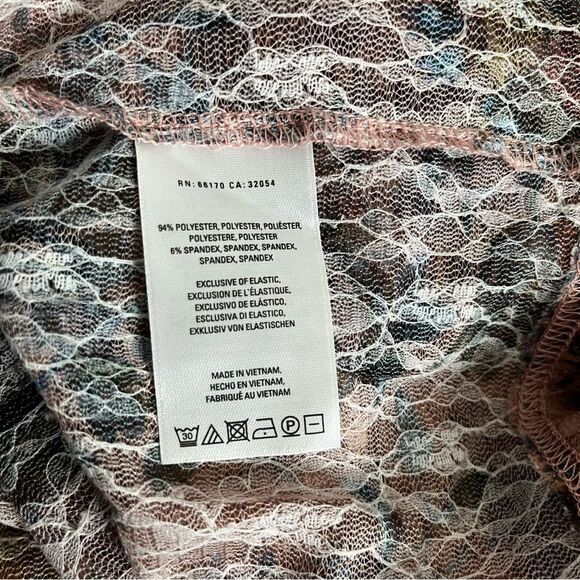 RN: 66170 CA: 32054
94% POLYESTER, POLYESTER, POLIÉSTER,
POLYESTERE, POLYESTER
6% SPANDEX, SPANDEX, SPANDEX,
SPANDEX, SPANDEX
EXCLUSIVE OF ELASTIC,
EXCLUSION DE L'ÉLASTIQUE,
EXCLUSIVO DE ELÁSTICO,
ESCLUSIVA DI ELASTICO,
EXKLUSIV VON ELASTISCHEN
MADE IN VIETNAM,
HECHO EN VIETNAM,
FABRIQUÉ AU VIETNAM
30 P